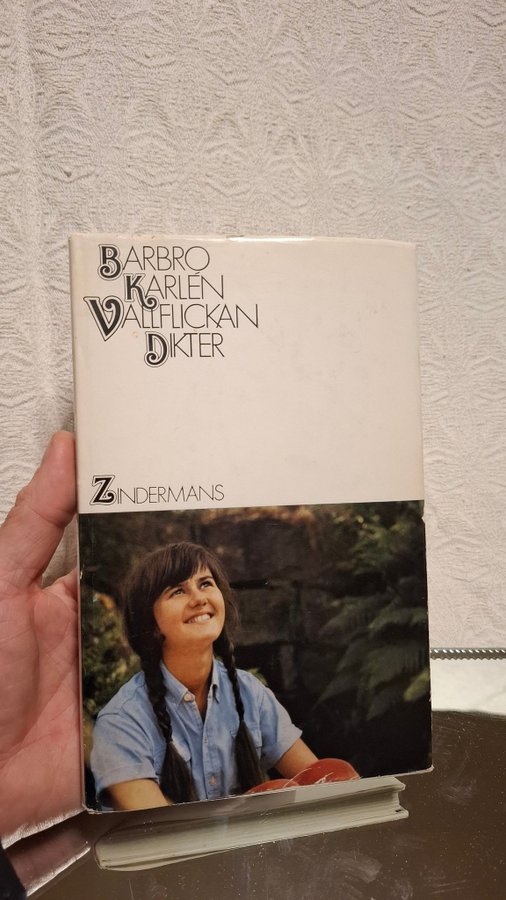 BARBRO
KARLÉN
VALLFLICKAN
DIKTER
ZINDERMANS